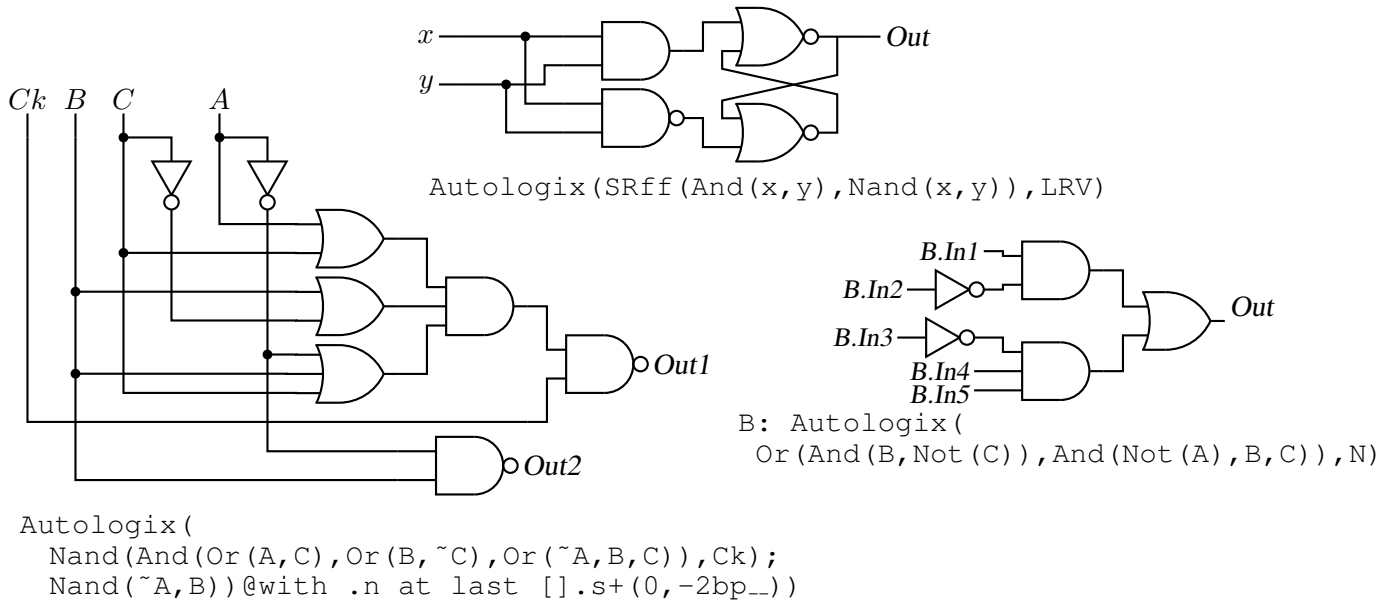 x
Out
y
Ck B C A
Autologix(SRff(And(x,y),Nand(x,y)),LRV)
B.In1
B.In2
Out
B.In3
B.In4
B.In5
Out1
B: Autologix(
Or(And(B,Not(C)),And(Not(A),B,C)),N)
Out2
Autologix(
Nand(And(Or(A,C),Or(B,˜C),Or(˜A,B,C)),Ck);
Nand(˜A,B))@with .n at last [].s+(0,-2bp__))